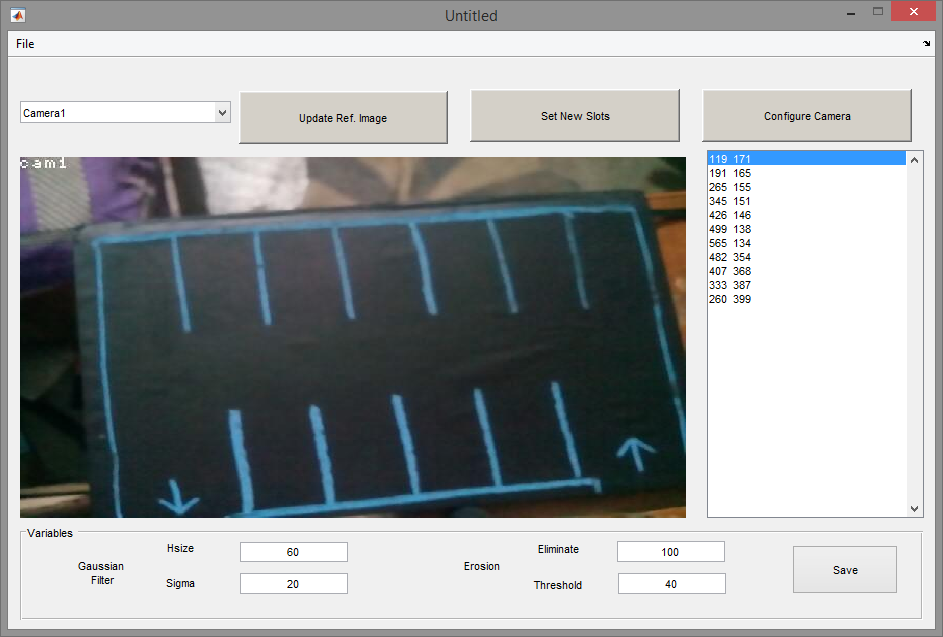 Untitled
File
Camera1
Update Ref. Image
Set New Slots
Configure Camera
cam1
119 171
191 165
265 155
345 151
426 146
499 138
565 134
482 354
407 368
333 387
260 399
Variables
Gaussian
Filter
Hsize
60
Sigma
20
Erosion
Eliminate
100
Threshold
40
Save